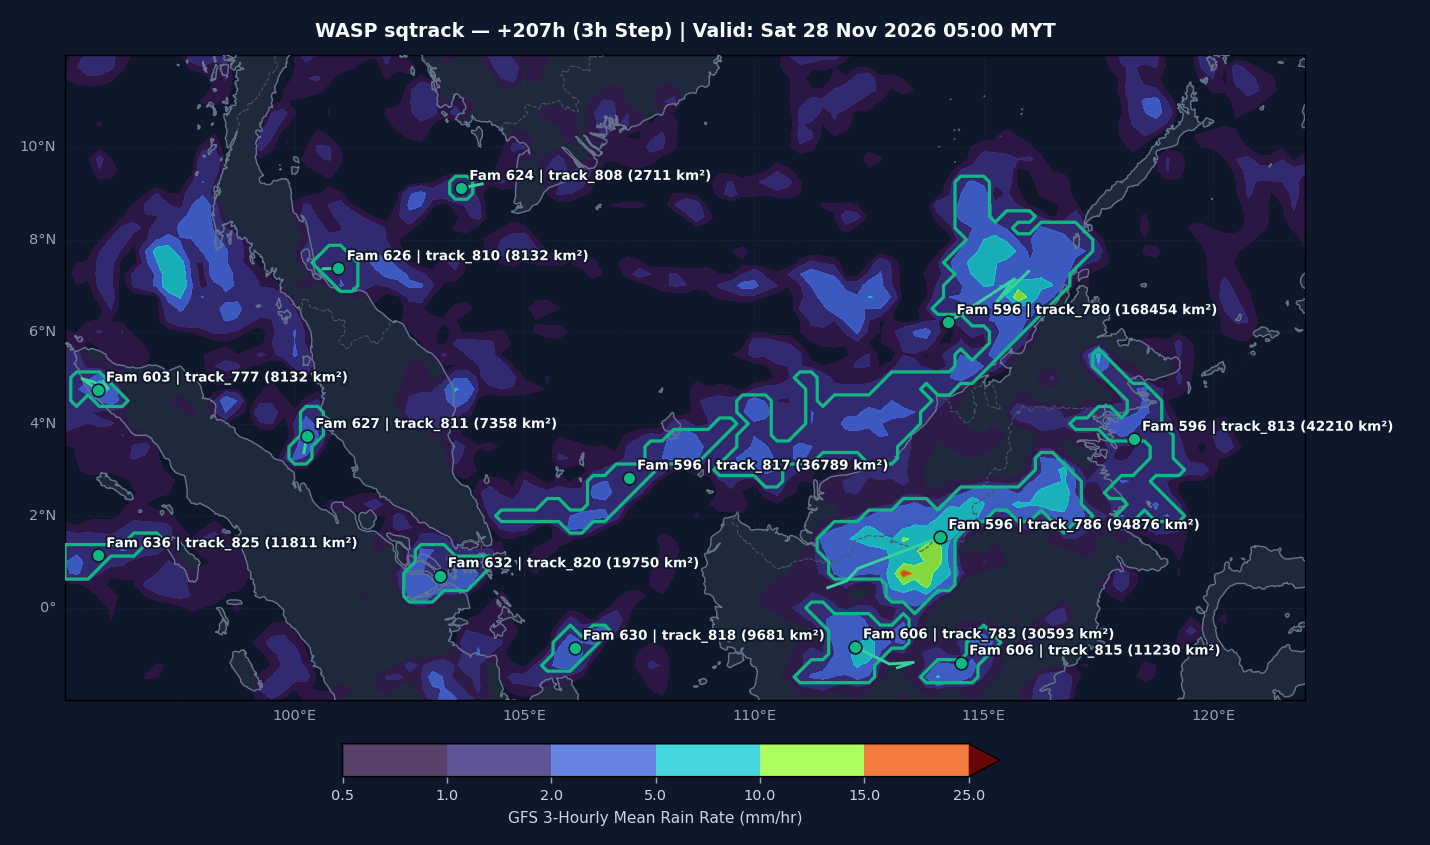 WASP sqtrack — +207h (3h Step) | Valid: Sat 28 Nov 2026 05:00 MYT
10°N
Fam 624 | track_808 (2711 km²)
8°N
Fam 626 | track_810 (8132 km²)
6°N
Fam 596 | track_780 (168454 km²)
Fam 603 | track_777 (8132 km²)
4°N
Fam 627 | track_811 (7358 km²)
Fam 596 | track_813 (42210 km²)
Fam 596 | track_817 (36789 km²)
2°N
Fam 596 | track_786 (94876 km²)
Fam 636 | track_825 (11811 km²)
Fam 632 | track_820 (19750 km²)
0°
Fam 630 | track_818 (9681 km²)
Fam 606 | track_783 (30593 km²)
Fam 606 | track_815 (11230 km²)
100°E 105°E 110°E 115°E 120°E
0.5 1.0 2.0 5.0 10.0 15.0 25.0
GFS 3-Hourly Mean Rain Rate (mm/hr)